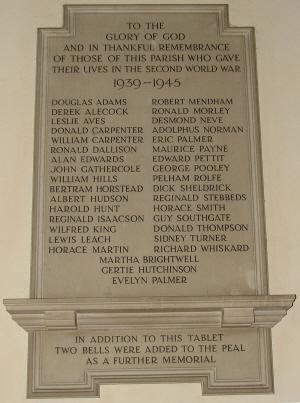 TO THE
GLORY OF GOD
AND IN THANKFUL REMEMBRANCE
OF THOSE OF THIS PARISH WHO GAVE
THEIR LIVES IN THE SECOND WORLD WAR
1939–1945
DOUGLAS ADAMS
DEREK ALECOCK
LESLIE AVES
DONALD CARPENTER
WILLIAM CARPENTER
RONALD DALLISON
ALAN EDWARDS
JOHN GATHERCOLE
WILLIAM HILLS
BERTRAM HORSTEAD
ALBERT HUDSON
HAROLD HUNT
REGINALD ISAACSON
WILFRED KING
LEWIS LEACH
HORACE MARTIN
ROBERT MENDHAM
RONALD MORLEY
DESMOND NEVE
ADOLPHUS NORMAN
ERIC PALMER
MAURICE PAYNE
EDWARD PETTIT
GEORGE POOLEY
PELHAM ROLFE
DICK SHELDRICK
REGINALD STEBBEDS
HORACE SMITH
GUY SOUTHGATE
DONALD THOMPSON
SIDNEY TURNER
RICHARD WHISKARD
MARTHA BRIGHTWELL
GERTIE HUTCHINSON
EVELYN PALMER
IN ADDITION TO THIS TABLET
TWO BELLS WERE ADDED TO THE PEAL
AS A FURTHER MEMORIAL